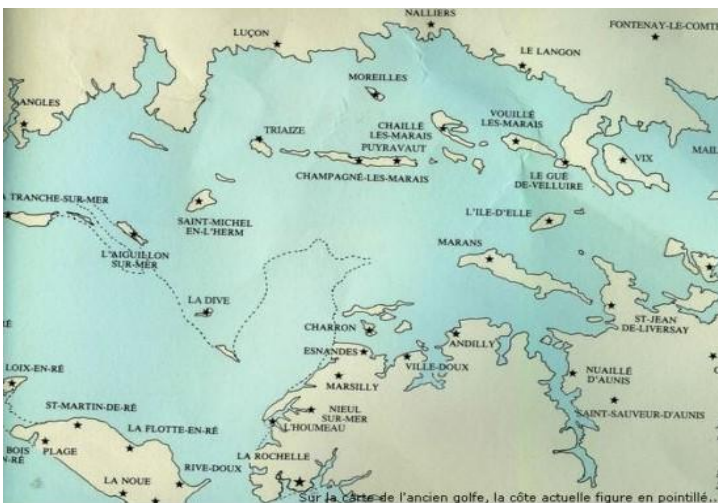 NALLIERS
LUÇON
FONTENAY-LE-COMT
LE LANGON
MOREILLES
ANGLES
TRIAIZE
CHAILLÉ
LES-MARAIS
VOUILLÉ
LES-MARAIS
PUYRAVAUT
MAIL
VIX
CHAMPAGNÉ-LES-MARAIS
LE GUÉ
DE-VELLUIRE
A TRANCHE-SUR-MER
SAINT-MICHEL
EN-L'HERM
L'ILE-D'ELLE
L'AIGUILLON
SUR-MER
MARANS
LA DIVE
CHARRON
ST-JEAN
DE-LIVERSAY
RÉ
ANDILLY
ESNANDES
VILLE-DOUX
LOIX-EN-RÉ
MARSILLY
NUAILLÉ
D'AUNIS
ST-MARTIN-DE-RÉ
NIEUL
SUR-MER
SAINT-SAUVEUR-D'AUNIS
LA FLOTTE-EN-RÉ
L'HOUMEAU
BOIS
N-RÉ
PLAGE
LA ROCHELLE
RIVE-DOUX
LA NOUE
Sur la carte de l'ancien golfe, la côte actuelle figure en pointillé.